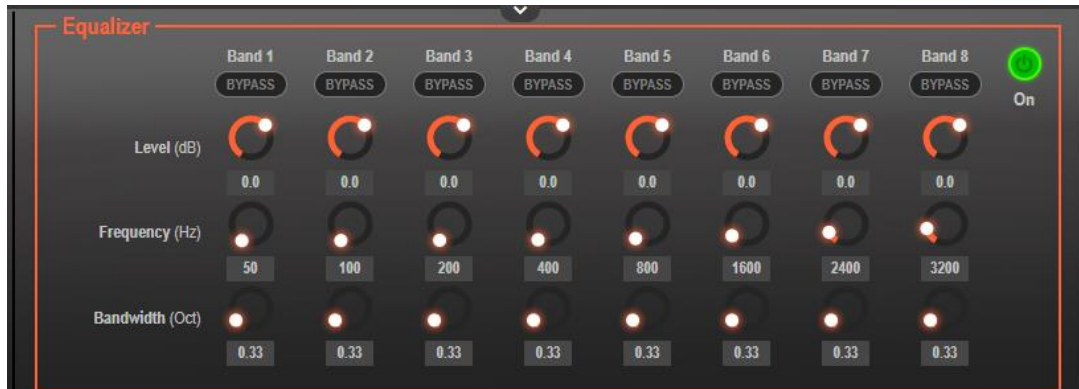 Equalizer
Band 1 Band 2 Band 3 Band 4 Band 5 Band 6 Band 7 Band 8
BYPASS BYPASS BYPASS BYPASS BYPASS BYPASS BYPASS BYPASS
On
Level (dB)
0.0 0.0 0.0 0.0 0.0 0.0 0.0 0.0
Frequency (Hz)
50 100 200 400 800 1600 2400 3200
Bandwidth (Oct)
0.33 0.33 0.33 0.33 0.33 0.33 0.33 0.33